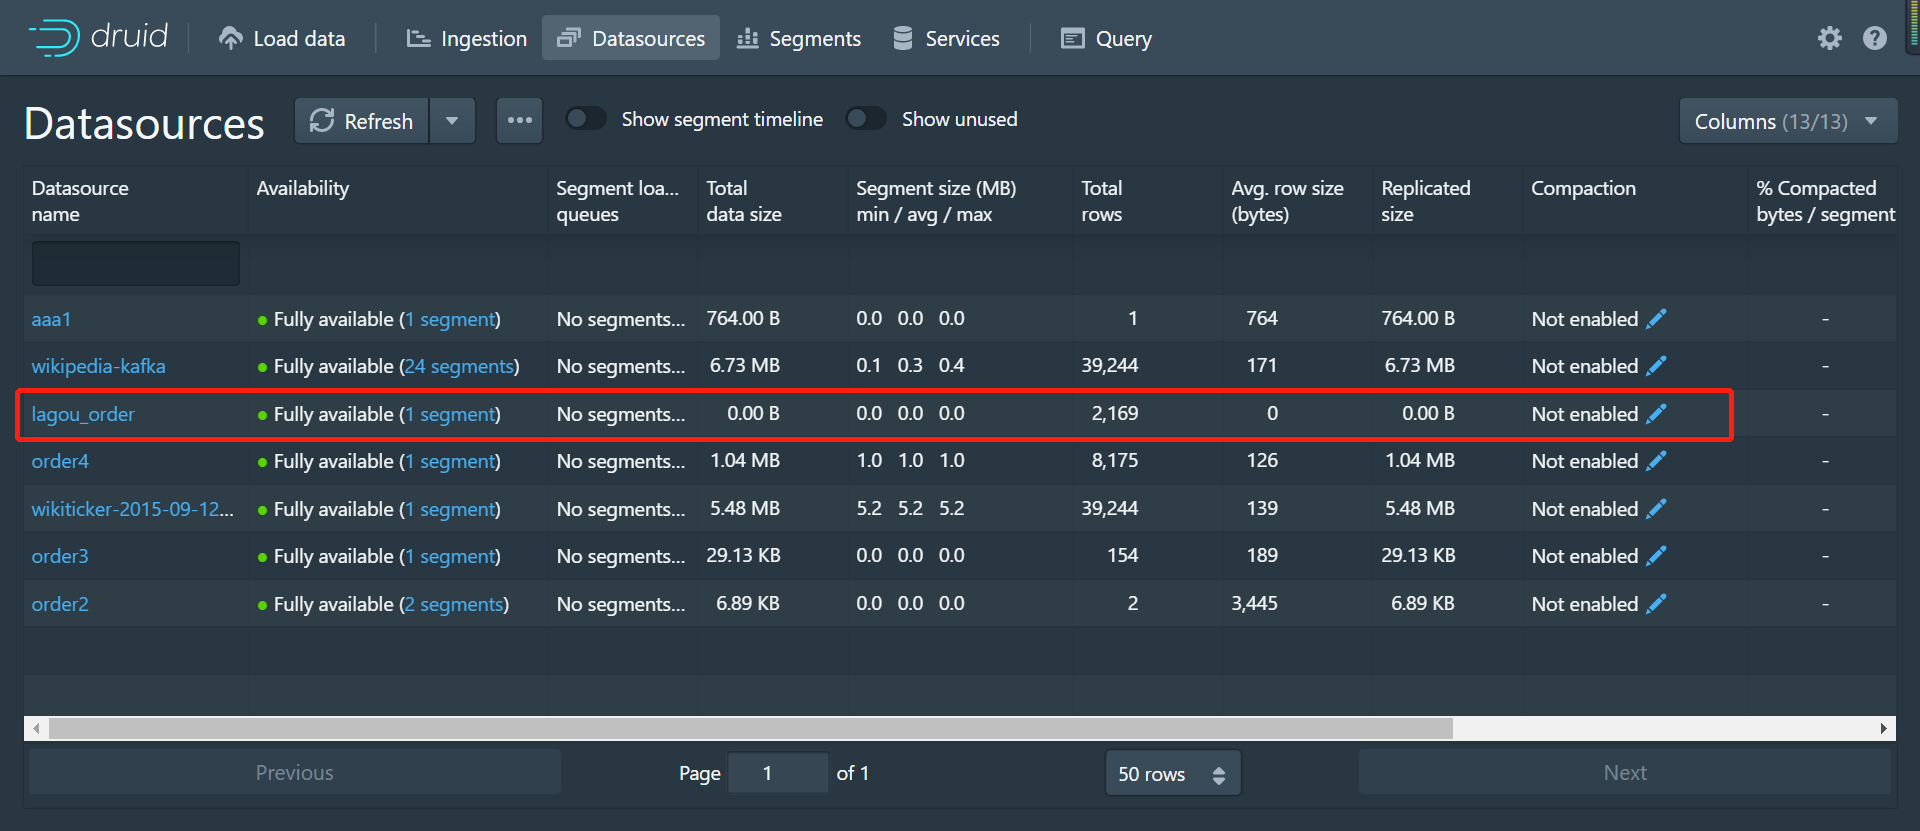 druid Load data Ingestion Datasources Segments Services Query
Datasources Refresh Show segment timeline Show unused Columns (13/13)
Datasource name Availability Segment loa... queues Total data size Segment size (MB) min / avg / max Total rows Avg. row size (bytes) Replicated size Compaction % Compacted bytes / segment
aaa1 Fully available (1 segment) No segments... 764.00 B 0.0 0.0 0.0 1 764 764.00 B Not enabled -
wikipedia-kafka Fully available (24 segments) No segments... 6.73 MB 0.1 0.3 0.4 39,244 171 6.73 MB Not enabled -
lagou_order Fully available (1 segment) No segments... 0.00 B 0.0 0.0 0.0 2,169 0 0.00 B Not enabled -
order4 Fully available (1 segment) No segments... 1.04 MB 1.0 1.0 1.0 8,175 126 1.04 MB Not enabled -
wikiticker-2015-09-12... Fully available (1 segment) No segments... 5.48 MB 5.2 5.2 5.2 39,244 139 5.48 MB Not enabled -
order3 Fully available (1 segment) No segments... 29.13 KB 0.0 0.0 0.0 154 189 29.13 KB Not enabled -
order2 Fully available (2 segments) No segments... 6.89 KB 0.0 0.0 0.0 2 3,445 6.89 KB Not enabled -
Previous Page 1 of 1 50 rows Next